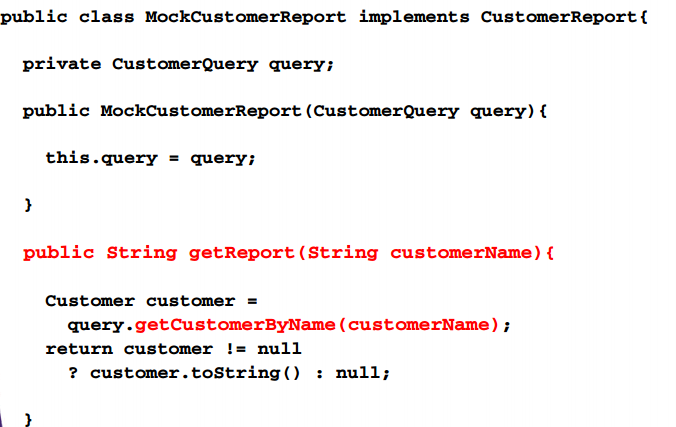 public class MockCustomerReport implements CustomerReport{
private CustomerQuery query;
public MockCustomerReport(CustomerQuery query){
this.query = query;
}
public String getReport(String customerName){
Customer customer =
query.getCustomerByName(customerName);
return customer != null
? customer.toString() : null;
}